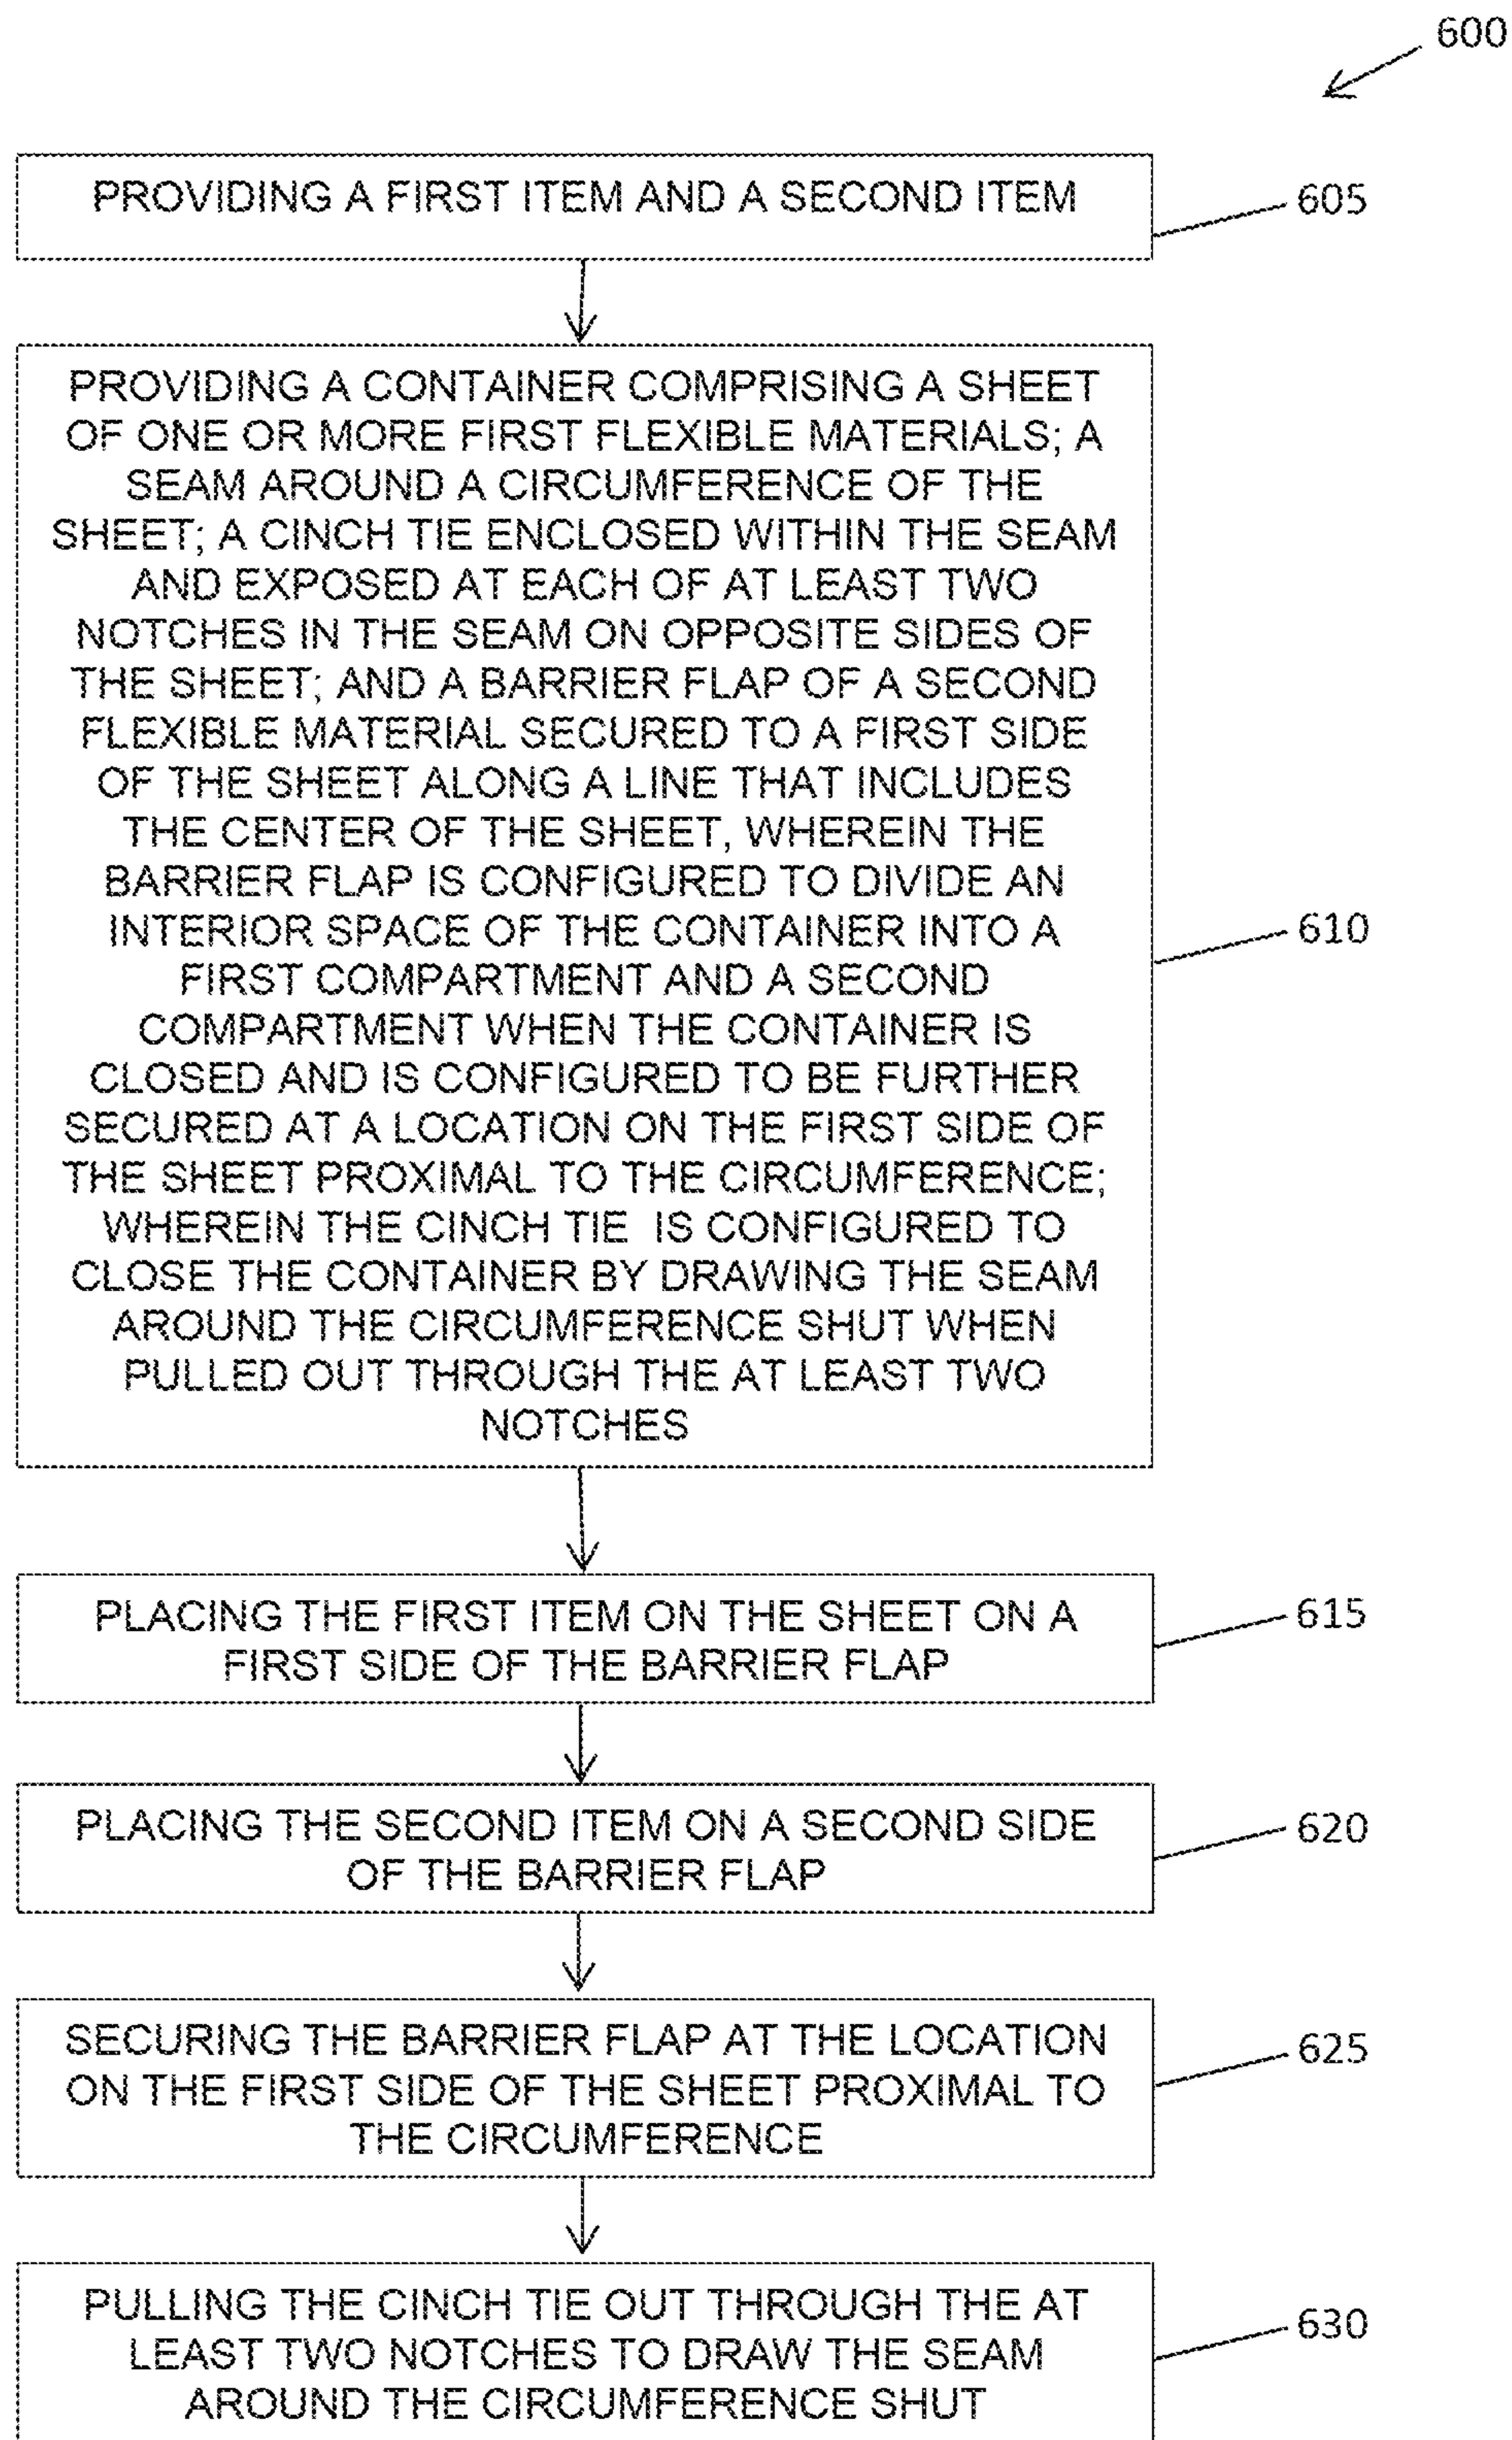 600
PROVIDING A FIRST ITEM AND A SECOND ITEM
605
PROVIDING A CONTAINER COMPRISING A SHEET
OF ONE OR MORE FIRST FLEXIBLE MATERIALS; A
SEAM AROUND A CIRCUMFERENCE OF THE
SHEET; A CINCH TIE ENCLOSED WITHIN THE SEAM
AND EXPOSED AT EACH OF AT LEAST TWO
NOTCHES IN THE SEAM ON OPPOSITE SIDES OF
THE SHEET; AND A BARRIER FLAP OF A SECOND
FLEXIBLE MATERIAL SECURED TO A FIRST SIDE
OF THE SHEET ALONG A LINE THAT INCLUDES
THE CENTER OF THE SHEET, WHEREIN THE
BARRIER FLAP IS CONFIGURED TO DIVIDE AN
INTERIOR SPACE OF THE CONTAINER INTO A
FIRST COMPARTMENT AND A SECOND
COMPARTMENT WHEN THE CONTAINER IS
CLOSED AND IS CONFIGURED TO BE FURTHER
SECURED AT A LOCATION ON THE FIRST SIDE OF
THE SHEET PROXIMAL TO THE CIRCUMFERENCE;
WHEREIN THE CINCH TIE IS CONFIGURED TO
CLOSE THE CONTAINER BY DRAWING THE SEAM
AROUND THE CIRCUMFERENCE SHUT WHEN
PULLED OUT THROUGH THE AT LEAST TWO
NOTCHES
610
PLACING THE FIRST ITEM ON THE SHEET ON A
FIRST SIDE OF THE BARRIER FLAP
615
PLACING THE SECOND ITEM ON A SECOND SIDE
OF THE BARRIER FLAP
620
SECURING THE BARRIER FLAP AT THE LOCATION
ON THE FIRST SIDE OF THE SHEET PROXIMAL TO
THE CIRCUMFERENCE
625
PULLING THE CINCH TIE OUT THROUGH THE AT
LEAST TWO NOTCHES TO DRAW THE SEAM
AROUND THE CIRCUMFERENCE SHUT
630